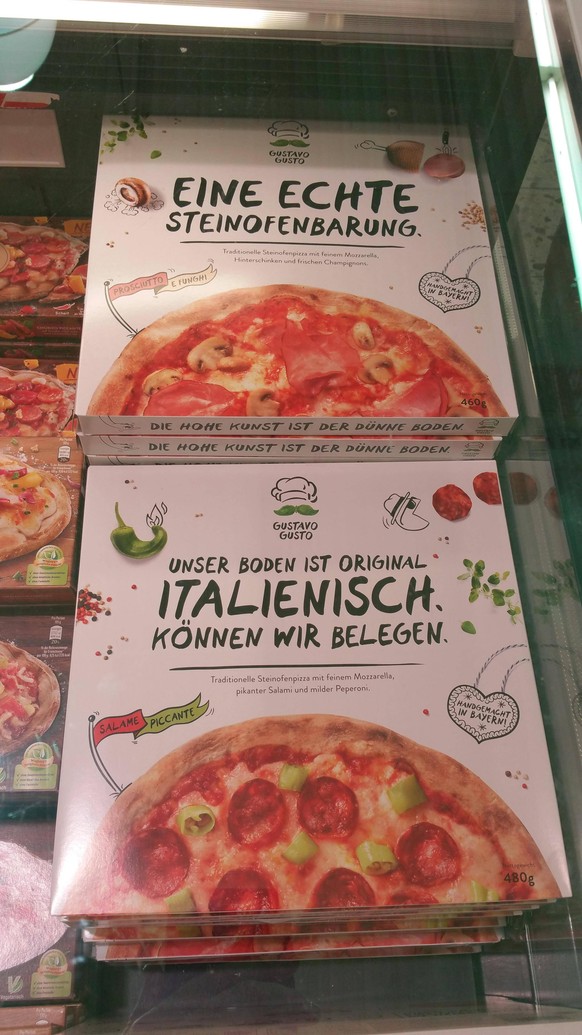 GUSTAVO
GUSTO
EINE ECHTE
STEINOFENBARUNG.
Traditionelle Steinofenpizza mit feinem Mozzarella,
Hinterschinken und frischen Champignons.
PROSCIUTTO E FUNGHI
HANDGEMACHT
IN BAYERN!
460g
DIE HOHE KUNST IST DER DÜNNE BODEN.
DIE HOHE KUNST IST DER DÜNNE BODEN.
GUSTAVO
GUSTO
UNSER BODEN IST ORIGINAL
ITALIENISCH.
KÖNNEN WIR BELEGEN.
Traditionelle Steinofenpizza mit feinem Mozzarella,
pikanter Salami und milder Peperoni.
SALAME PICCANTE
HANDGEMACHT
IN BAYERN!
480g